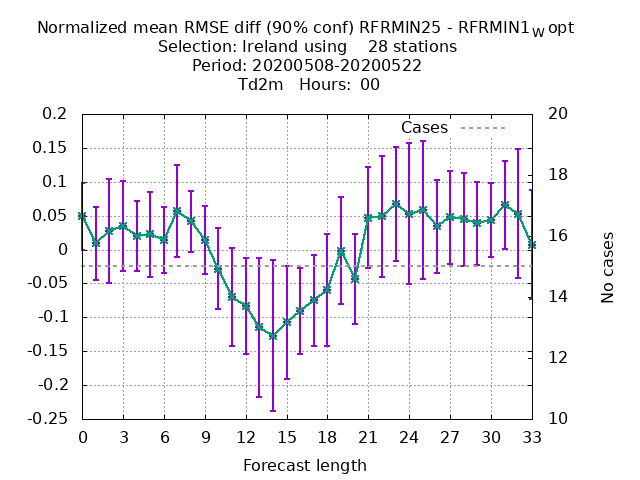 Normalized mean RMSE diff (90% conf) RFRMIN25 - RFRMIN1W opt
Selection: Ireland using 28 stations
Period: 20200508-20200522
Td2m Hours: 00
Cases
0.2
0.15
0.1
0.05
0
-0.05
-0.1
-0.15
-0.2
-0.25
20
18
16
14
12
10
No cases
0 3 6 9 12 15 18 21 24 27 30 33
Forecast length